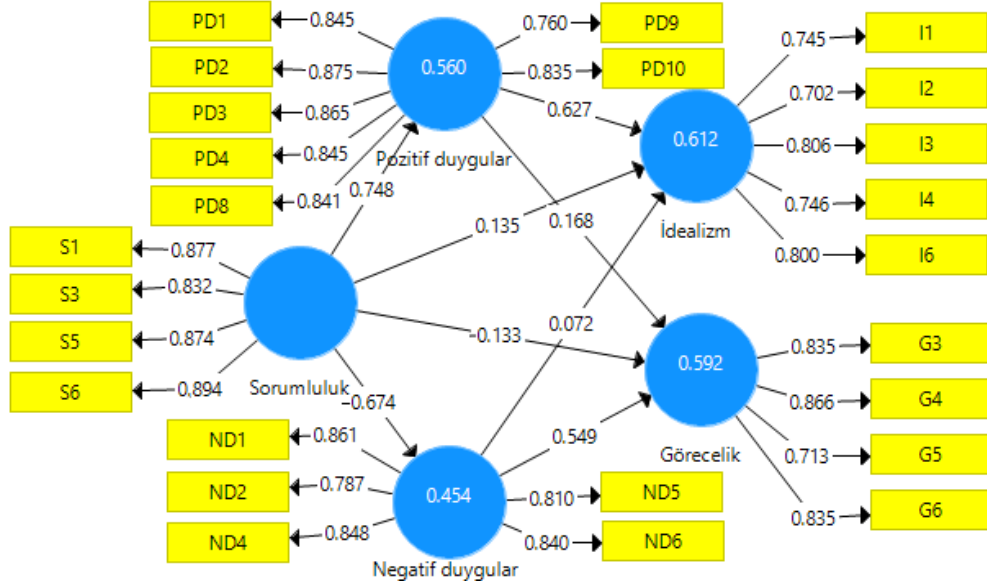 PD1
0.845
PD2
0.875
PD3
0.865
PD4
0.845
PD8
0.841
0.560
Pozitif duygular
0.760
PD9
0.835
PD10
0.627
0.748
0.168
S1
0.877
S3
0.832
S5
0.874
S6
0.894
Sorumluluk
0.135
-0.133
-0.674
0.612
İdealizm
0.745
I1
0.702
I2
0.806
I3
0.746
I4
0.800
I6
0.072
0.592
Görecelik
0.835
G3
0.866
G4
0.713
G5
0.835
G6
ND1
0.861
ND2
0.787
ND4
0.848
0.454
Negatif duygular
0.549
0.810
ND5
0.840
ND6